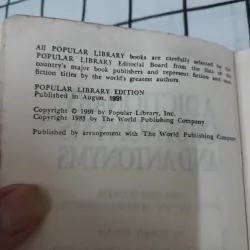 All POPULAR LIBRARY books are carefully selected by the
POPULAR LIBRARY Editorial Board from the lists of the
country's major book publishers and represent fiction and non-
fiction titles by the world's greatest authors.
POPULAR LIBRARY EDITION
Published in August, 1991
Copyright © 1991 by Popular Library, Inc.
Copyright 1985 by The World Publishing Company.
Published by arrangement with The World Publishing Company